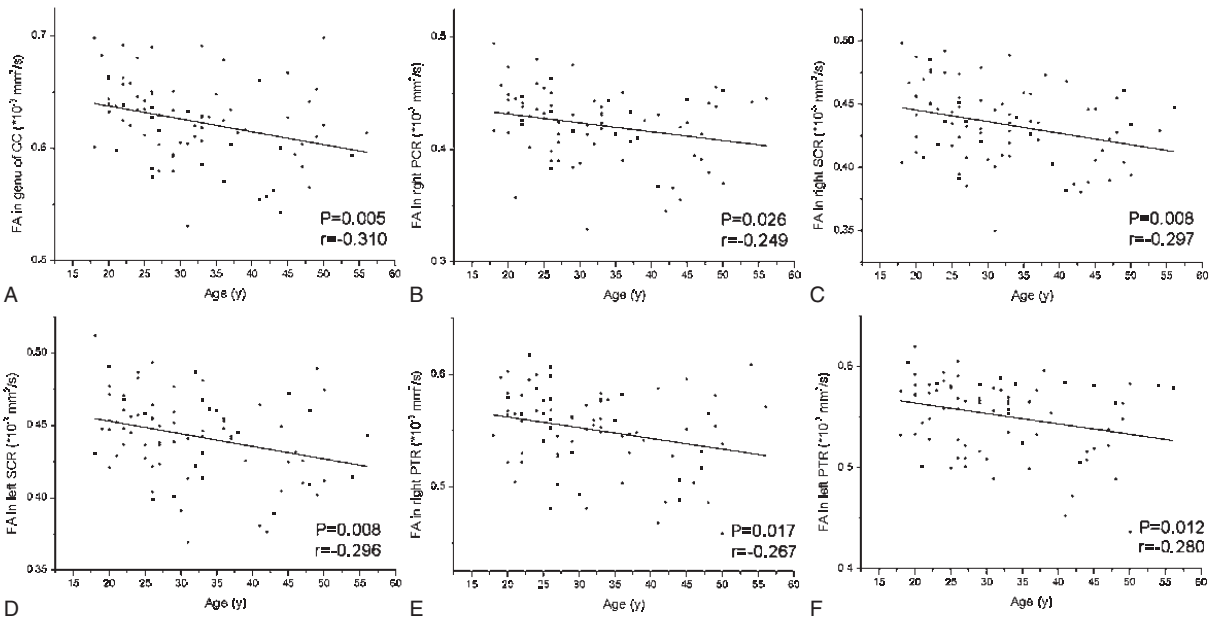 FA in genu of CC (*10⁻³ mm²/s)
0.7
0.6
0.5
15 20 25 30 35 40 45 50 55 60
Age (y)
P=0.005
r=-0.310
A
FA in right PCR (*10⁻³ mm²/s)
0.5
0.4
0.3
15 20 25 30 35 40 45 50 55 60
Age (y)
P=0.026
r=-0.249
B
FA in right SCR (*10⁻³ mm²/s)
0.50
0.45
0.40
0.35
15 20 25 30 35 40 45 50 55 60
Age (y)
P=0.008
r=-0.297
C
FA in left SCR (*10⁻³ mm²/s)
0.50
0.45
0.40
0.35
15 20 25 30 35 40 45 50 55 60
Age (y)
P=0.008
r=-0.296
D
FA in right PTR (*10⁻³ mm²/s)
0.6
0.5
15 20 25 30 35 40 45 50 55 60
Age (y)
P=0.017
r=-0.267
E
FA in left PTR (*10⁻³ mm²/s)
0.6
0.5
0.4
15 20 25 30 35 40 45 50 55 60
Age (y)
P=0.012
r=-0.280
F